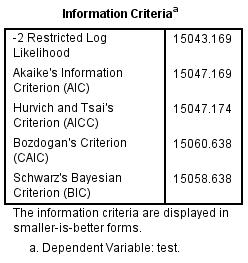 Information Criteriaa
-2 Restricted Log
Likelihood
15043.169
Akaike's Information
Criterion (AIC)
15047.169
Hurvich and Tsai's
Criterion (AICC)
15047.174
Bozdogan's Criterion
(CAIC)
15060.638
Schwarz's Bayesian
Criterion (BIC)
15058.638
The information criteria are displayed in
smaller-is-better forms.
a. Dependent Variable: test.